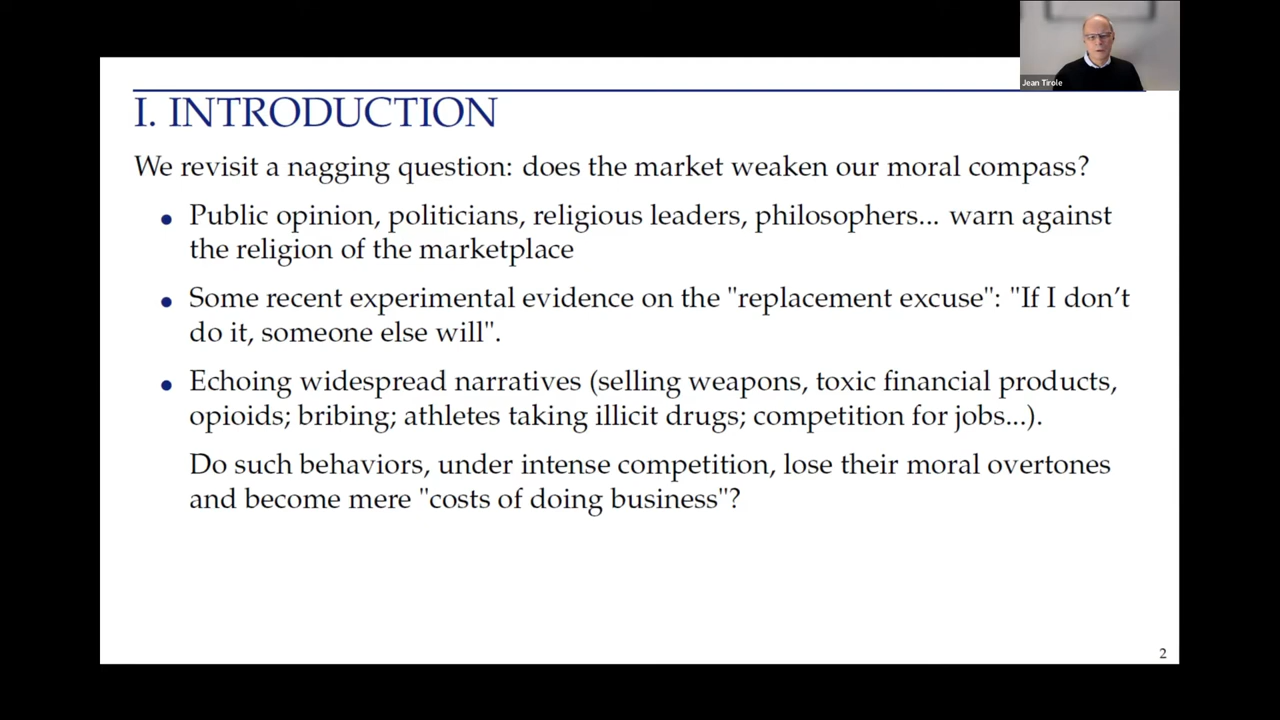 Jean Tirole
I. INTRODUCTION
We revisit a nagging question: does the market weaken our moral compass?
• Public opinion, politicians, religious leaders, philosophers... warn against
the religion of the marketplace
• Some recent experimental evidence on the "replacement excuse": "If I don't
do it, someone else will".
• Echoing widespread narratives (selling weapons, toxic financial products,
opioids; bribing; athletes taking illicit drugs; competition for jobs...).
Do such behaviors, under intense competition, lose their moral overtones
and become mere "costs of doing business"?
2